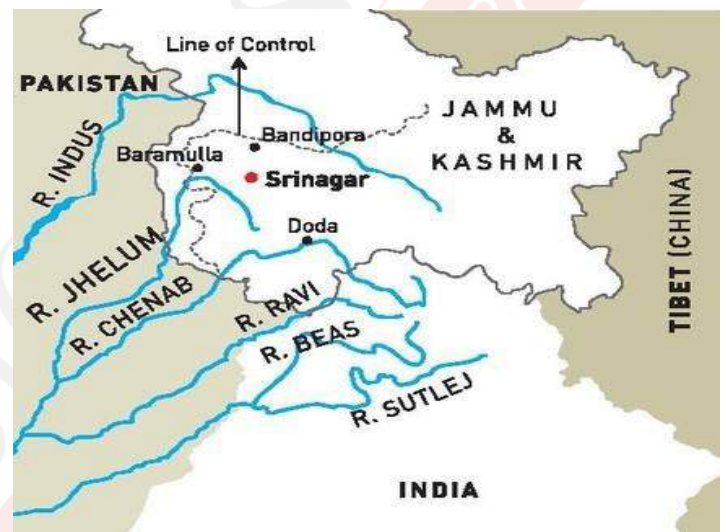 Line of Control
PAKISTAN
JAMMU
&
KASHMIR
R. INDUS
Bandipora
Baramulla
Srinagar
Doda
R. JHELUM
R. CHENAB
R. RAVI
R. BEAS
R. SUTLEJ
TIBET (CHINA)
INDIA